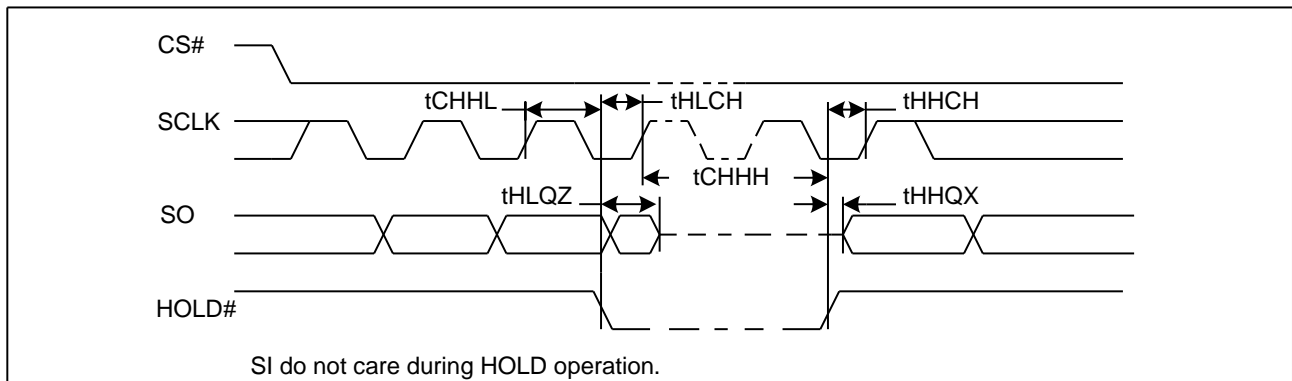 CS#
tCHHL
tHLCH
tHHCH
SCLK
tCHHH
tHLQZ
tHHQX
SO
HOLD#
SI do not care during HOLD operation.